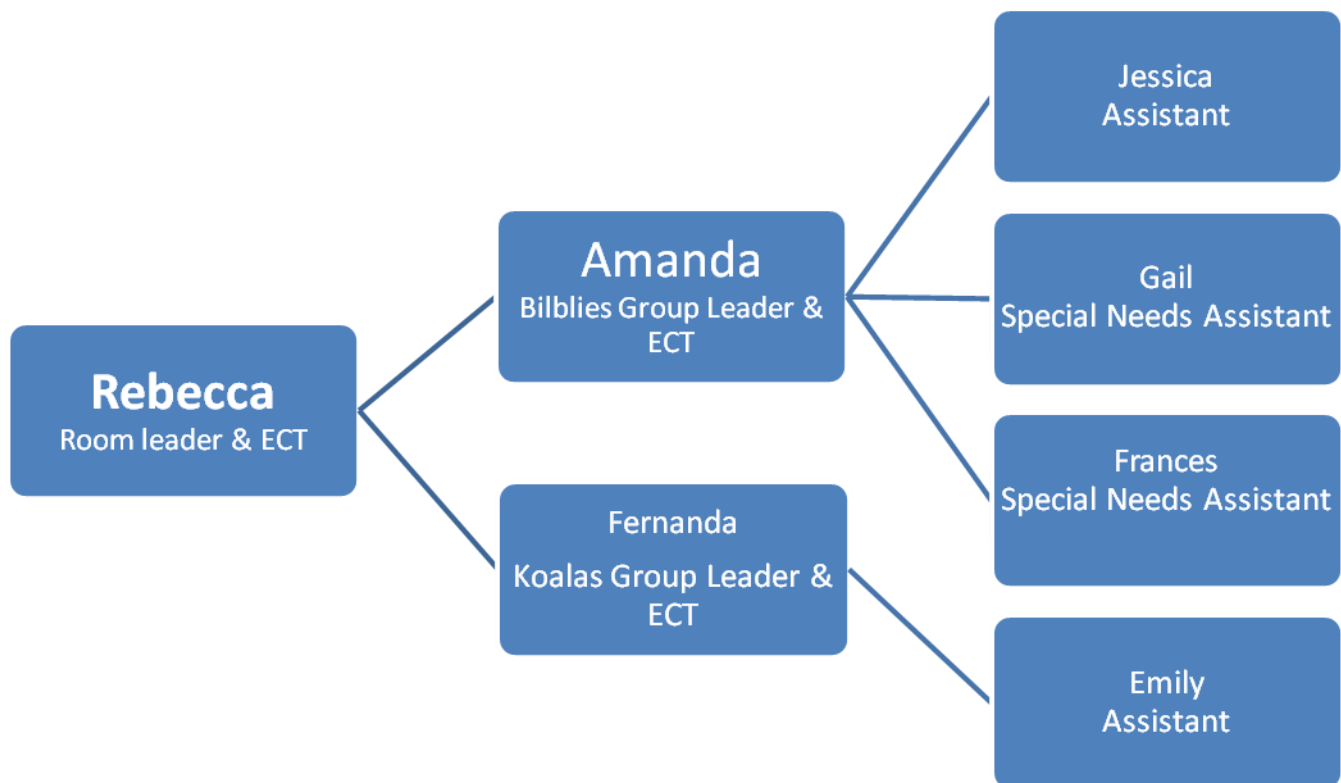 Rebecca
Room leader & ECT
Amanda
Bilblies Group Leader &
ECT
Fernanda
Koalas Group Leader &
ECT
Jessica
Assistant
Gail
Special Needs Assistant
Frances
Special Needs Assistant
Emily
Assistant